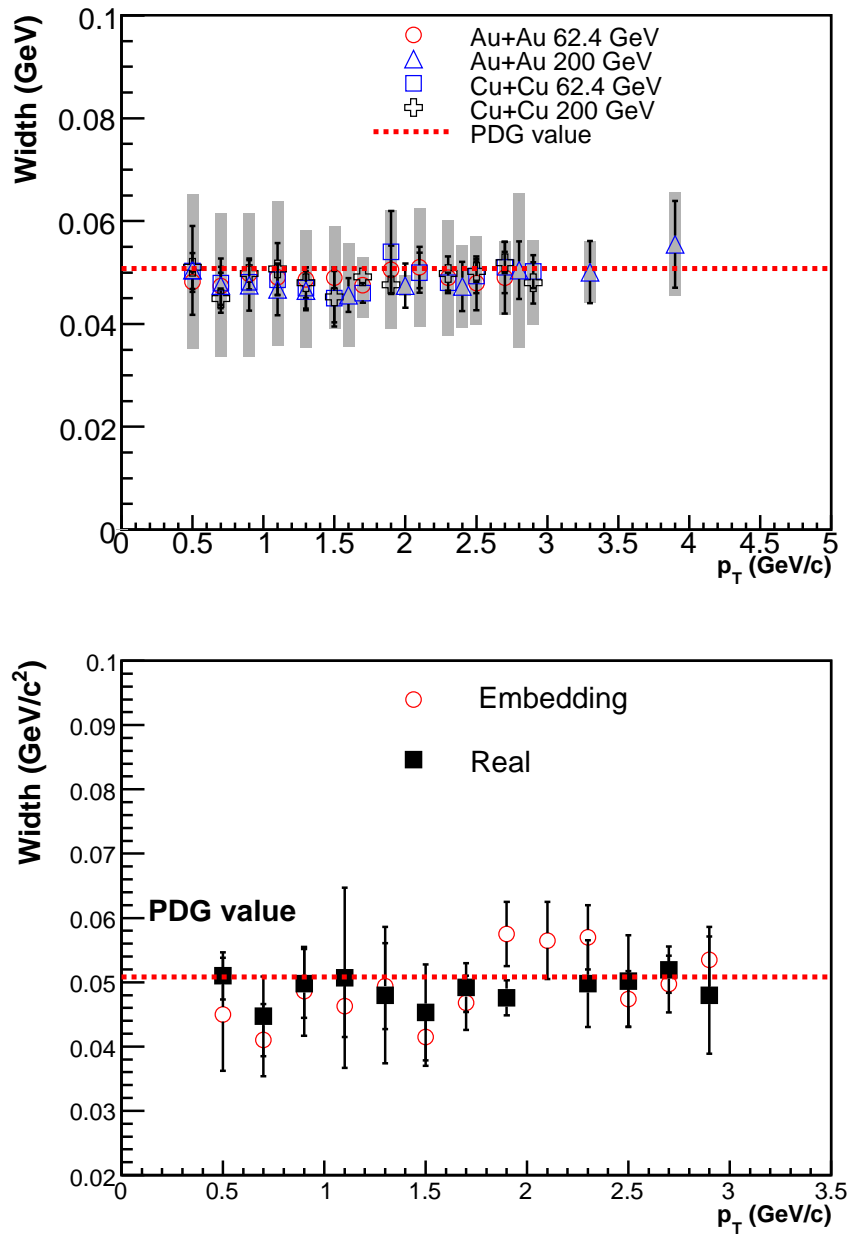 0.1
Au+Au 62.4 GeV
Au+Au 200 GeV
Cu+Cu 62.4 GeV
Cu+Cu 200 GeV
PDG value
Width (GeV)
0.08
0.06
0.04
0.02
0
0 0.5 1 1.5 2 2.5 3 3.5 4 4.5 5
p_T (GeV/c)
0.1
Embedding
Real
Width (GeV/c²)
0.09
0.08
0.07
0.06
PDG value
0.05
0.04
0.03
0.02
0 0.5 1 1.5 2 2.5 3 3.5
p_T (GeV/c)